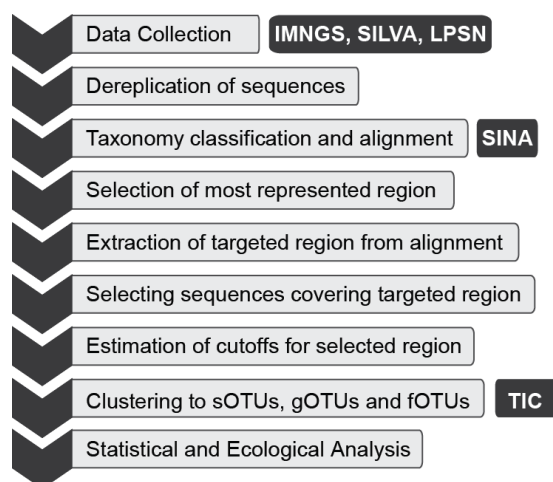 Data Collection IMNGS, SILVA, LPSN
Dereplication of sequences
Taxonomy classification and alignment SINA
Selection of most represented region
Extraction of targeted region from alignment
Selecting sequences covering targeted region
Estimation of cutoffs for selected region
Clustering to sOTUs, gOTUs and fOTUs TIC
Statistical and Ecological Analysis